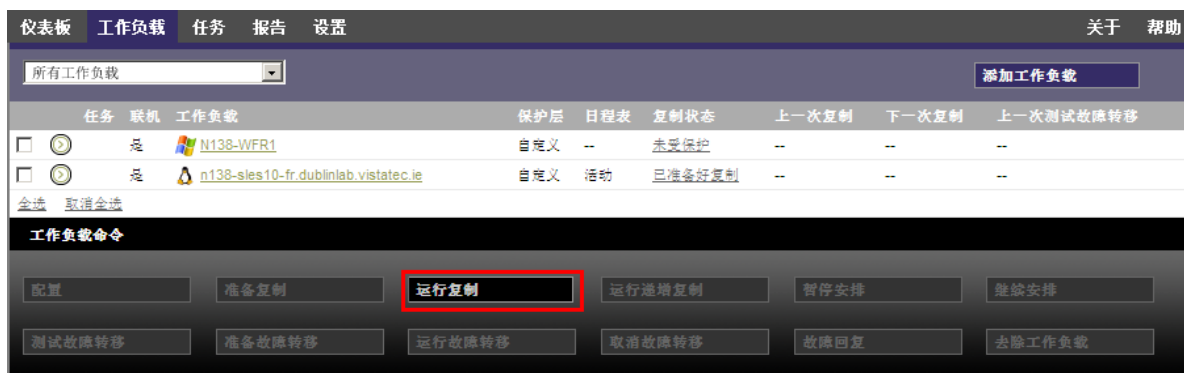 仪表板 工作负载 任务 报告 设置 关于 帮助
所有工作负载 添加工作负载
任务 联机 工作负载 保护层 日程表 复制状态 上一次复制 下一次复制 上一次测试故障转移
是 N138-WFR1 自定义 -- 未受保护 -- -- --
是 n138-sles10-fr.dublinlab.vistatec.ie 自定义 活动 已准备好复制 -- -- --
全选 取消全选
工作负载命令
配置 准备复制 运行复制 运行递增复制 暂停安排 继续安排
测试故障转移 准备故障转移 运行故障转移 取消故障转移 故障回复 去除工作负载